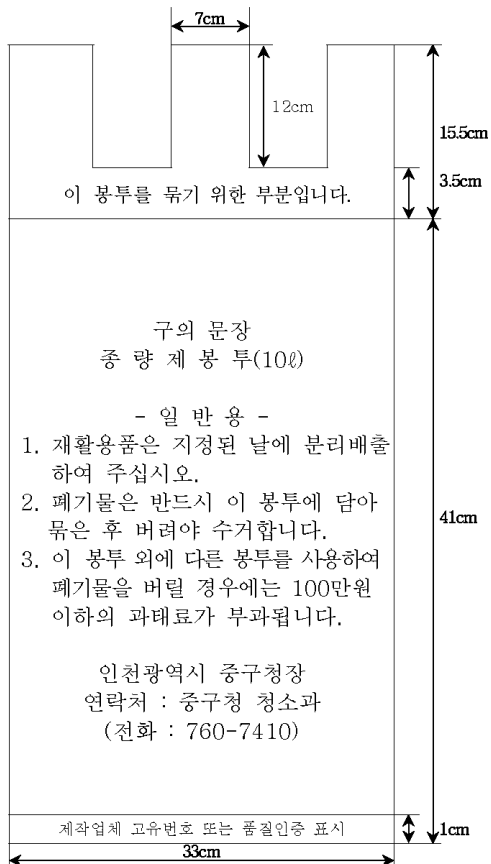 7cm
12cm
15.5cm
3.5cm
이 봉투를 묶기 위한 부분입니다.
구의 문장
종 량 제 봉 투(10ℓ)
- 일 반 용 -
1. 재활용품은 지정된 날에 분리배출
하여 주십시오.
2. 폐기물은 반드시 이 봉투에 담아
묶은 후 버려야 수거합니다.
3. 이 봉투 외에 다른 봉투를 사용하여
폐기물을 버릴 경우에는 100만원
이하의 과태료가 부과됩니다.
41cm
인천광역시 중구청장
연락처 : 중구청 청소과
(전화 : 760-7410)
제작업체 고유번호 또는 품질인증 표시
1cm
33cm